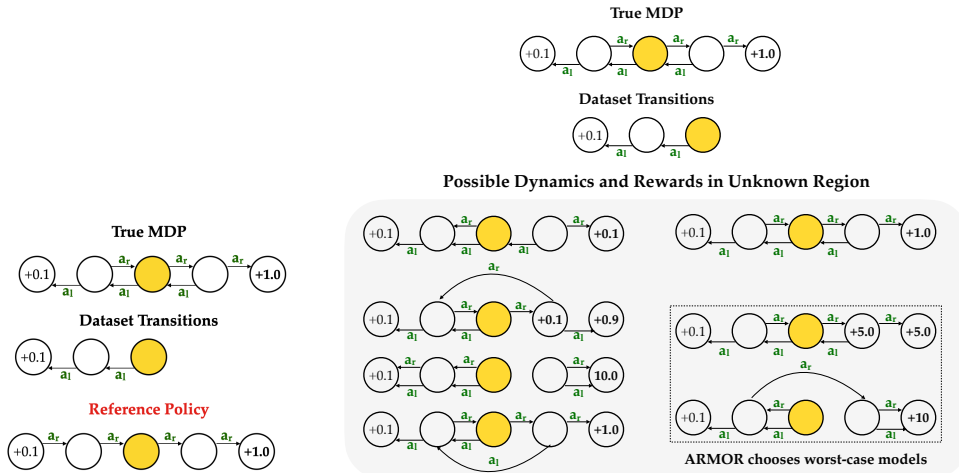 True MDP
a_r a_r a_r
+0.1 +1.0
a_l a_l a_l
Dataset Transitions
+0.1
a_l a_l
Reference Policy
a_r a_r a_r a_r
+0.1 +1.0
True MDP
a_r a_r a_r
+0.1 +1.0
a_l a_l a_l
Dataset Transitions
+0.1
a_l a_l
Possible Dynamics and Rewards in Unknown Region
a_r a_r
+0.1 +0.1
a_l a_l a_l
a_r
a_r a_r
+0.1 +0.1 +0.9
a_l a_l a_l
a_r a_r a_r
+0.1 10.0
a_l a_l a_l
a_r a_r a_r
+0.1 +1.0
a_l a_l
a_l
a_r a_r a_r
+0.1 +1.0
a_l a_l a_l
a_r a_r a_r
+0.1 +5.0 +5.0
a_l a_l a_l
a_r
a_r a_r
+0.1 +10
a_l a_l a_l
ARMOR chooses worst-case models